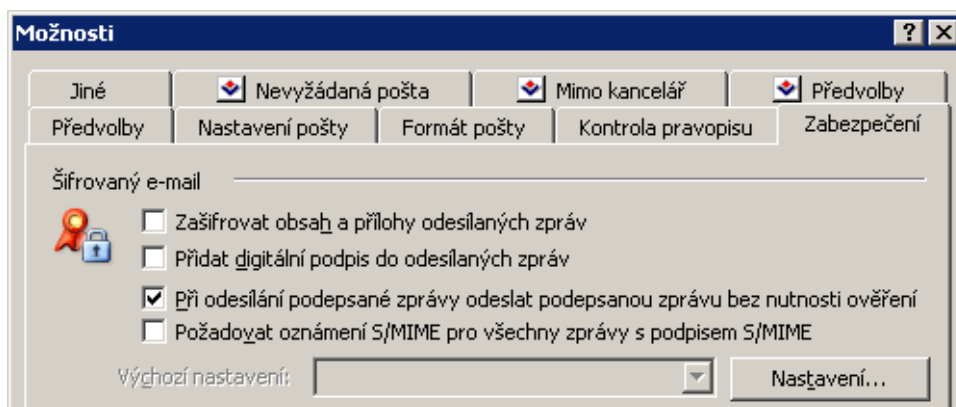 Možnosti
Jiné Nevyžádaná pošta Mimo kancelář Předvolby
Předvolby Nastavení pošty Formát pošty Kontrola pravopisu Zabezpečení
Šifrovaný e-mail
Zašifrovat obsah a přílohy odesílaných zpráv
Přidat digitální podpis do odesílaných zpráv
Při odesílání podepsané zprávy odeslat podepsanou zprávu bez nutnosti ověření
Požadovat oznámení S/MIME pro všechny zprávy s podpisem S/MIME
Výchozí nastavení: Nastavení...